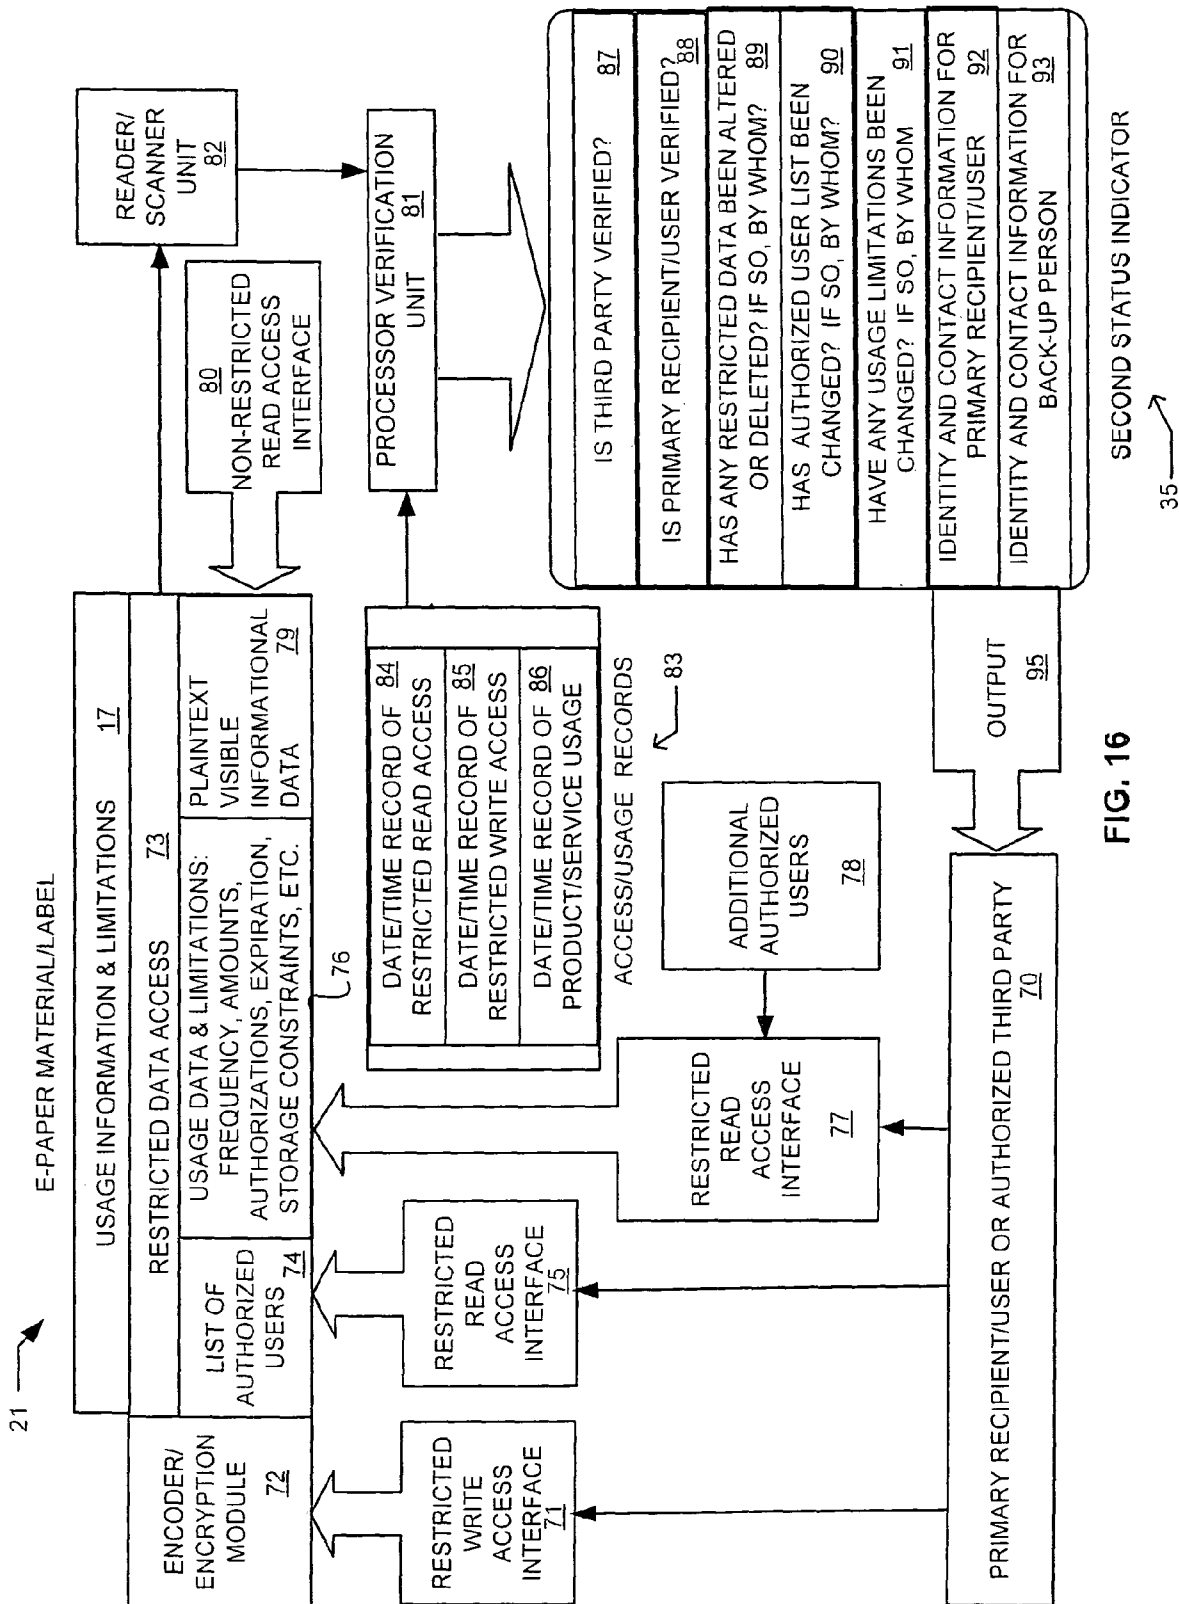 21
E-PAPER MATERIAL/LABEL
USAGE INFORMATION & LIMITATIONS 17
ENCODER/
ENCRYPTION
MODULE
72
RESTRICTED DATA ACCESS 73
LIST OF
AUTHORIZED
USERS 74
USAGE DATA & LIMITATIONS:
FREQUENCY, AMOUNTS,
AUTHORIZATIONS, EXPIRATION,
STORAGE CONSTRAINTS, ETC.
76
PLAINTEXT
VISIBLE
INFORMATIONAL
DATA 79
READER/
SCANNER
UNIT
82
80
NON-RESTRICTED
READ ACCESS
INTERFACE
RESTRICTED
WRITE
ACCESS
INTERFACE
71
RESTRICTED
READ
ACCESS
INTERFACE
75
RESTRICTED
READ
ACCESS
INTERFACE
77
DATE/TIME RECORD OF 84
RESTRICTED READ ACCESS
DATE/TIME RECORD OF 85
RESTRICTED WRITE ACCESS
DATE/TIME RECORD OF 86
PRODUCT/SERVICE USAGE
ACCESS/USAGE RECORDS
83
PROCESSOR VERIFICATION
UNIT 81
ADDITIONAL
AUTHORIZED
USERS
78
IS THIRD PARTY VERIFIED? 87
IS PRIMARY RECIPIENT/USER VERIFIED? 88
HAS ANY RESTRICTED DATA BEEN ALTERED
OR DELETED? IF SO, BY WHOM? 89
HAS AUTHORIZED USER LIST BEEN
CHANGED? IF SO, BY WHOM? 90
HAVE ANY USAGE LIMITATIONS BEEN
CHANGED? IF SO, BY WHOM 91
IDENTITY AND CONTACT INFORMATION FOR
PRIMARY RECIPIENT/USER 92
IDENTITY AND CONTACT INFORMATION FOR
BACK-UP PERSON 93
SECOND STATUS INDICATOR
35
OUTPUT
95
PRIMARY RECIPIENT/USER OR AUTHORIZED THIRD PARTY 70
FIG. 16